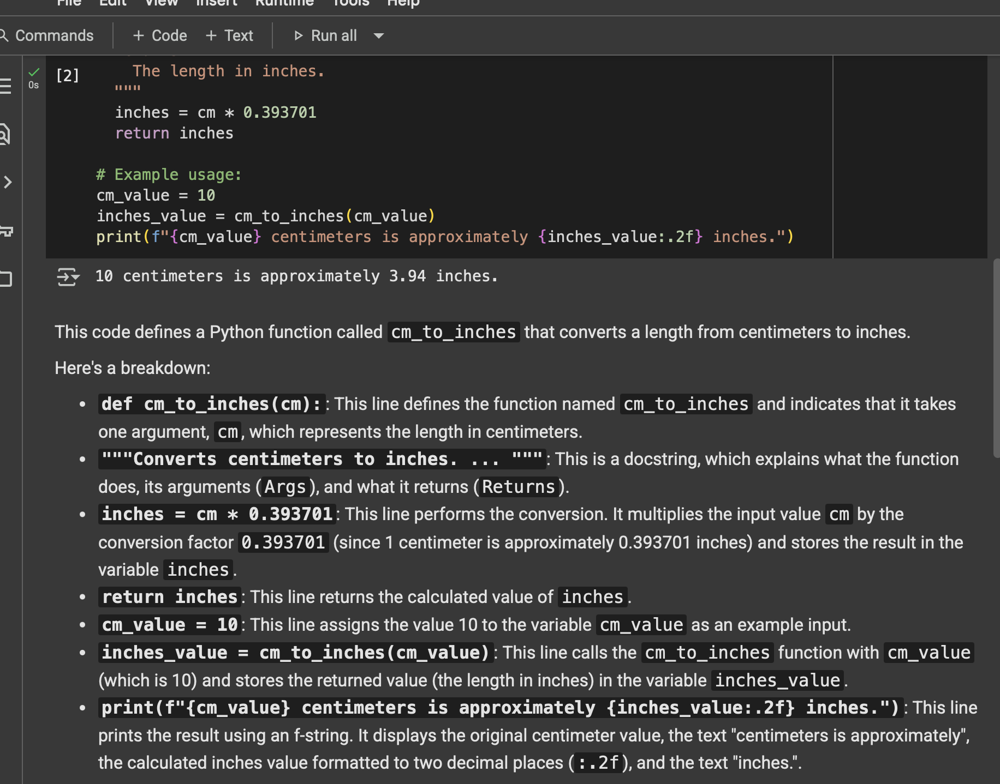 File Edit View Insert Runtime Tools Help
Commands + Code + Text Run all
[2] The length in inches.
0s
"""
inches = cm * 0.393701
return inches
# Example usage:
cm_value = 10
inches_value = cm_to_inches(cm_value)
print(f"{cm_value} centimeters is approximately {inches_value:.2f} inches.")
10 centimeters is approximately 3.94 inches.
This code defines a Python function called cm_to_inches that converts a length from centimeters to inches.
Here's a breakdown:
• def cm_to_inches(cm):: This line defines the function named cm_to_inches and indicates that it takes
one argument, cm, which represents the length in centimeters.
• """Converts centimeters to inches. ... """: This is a docstring, which explains what the function
does, its arguments (Args), and what it returns (Returns).
• inches = cm * 0.393701: This line performs the conversion. It multiplies the input value cm by the
conversion factor 0.393701 (since 1 centimeter is approximately 0.393701 inches) and stores the result in the
variable inches.
• return inches: This line returns the calculated value of inches.
• cm_value = 10: This line assigns the value 10 to the variable cm_value as an example input.
• inches_value = cm_to_inches(cm_value): This line calls the cm_to_inches function with cm_value
(which is 10) and stores the returned value (the length in inches) in the variable inches_value.
• print(f"{cm_value} centimeters is approximately {inches_value:.2f} inches."): This line
prints the result using an f-string. It displays the original centimeter value, the text "centimeters is approximately",
the calculated inches value formatted to two decimal places (:.2f), and the text "inches.".